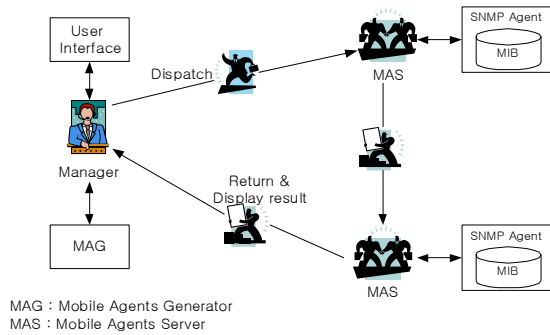 User
Interface
Dispatch
MAS
SNMP Agent
MIB
Manager
Return &
Display result
MAG
MAS
SNMP Agent
MIB
MAG : Mobile Agents Generator
MAS : Mobile Agents Server